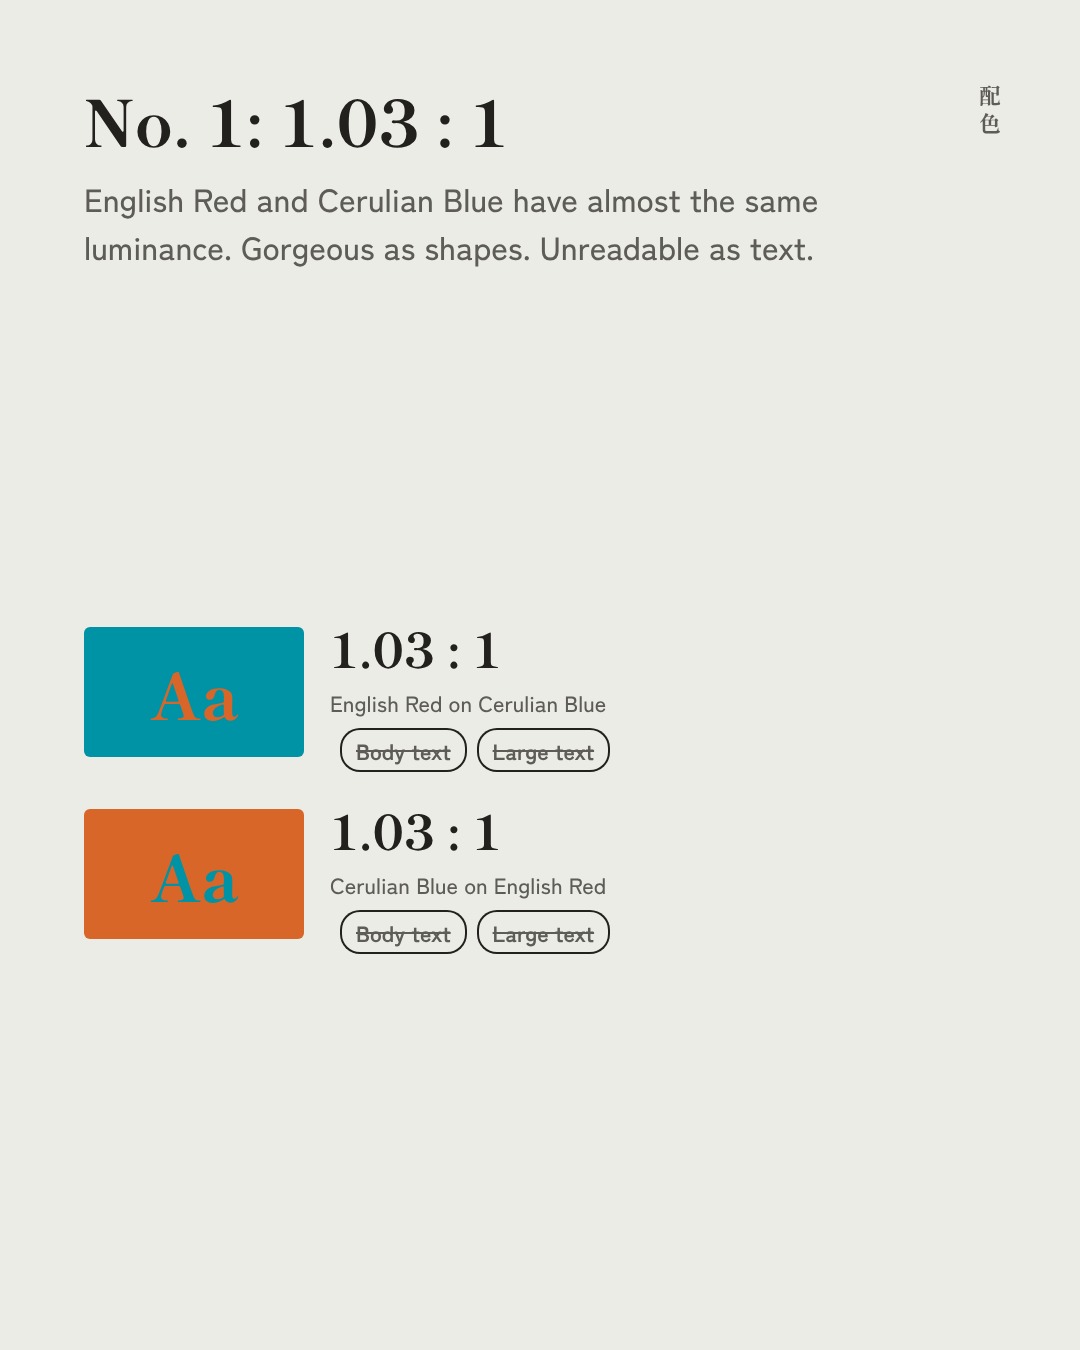 No. 1: 1.03 : 1
配色
English Red and Cerulian Blue have almost the same
luminance. Gorgeous as shapes. Unreadable as text.
Aa
1.03 : 1
English Red on Cerulian Blue
Body text
Large text
Aa
1.03 : 1
Cerulian Blue on English Red
Body text
Large text